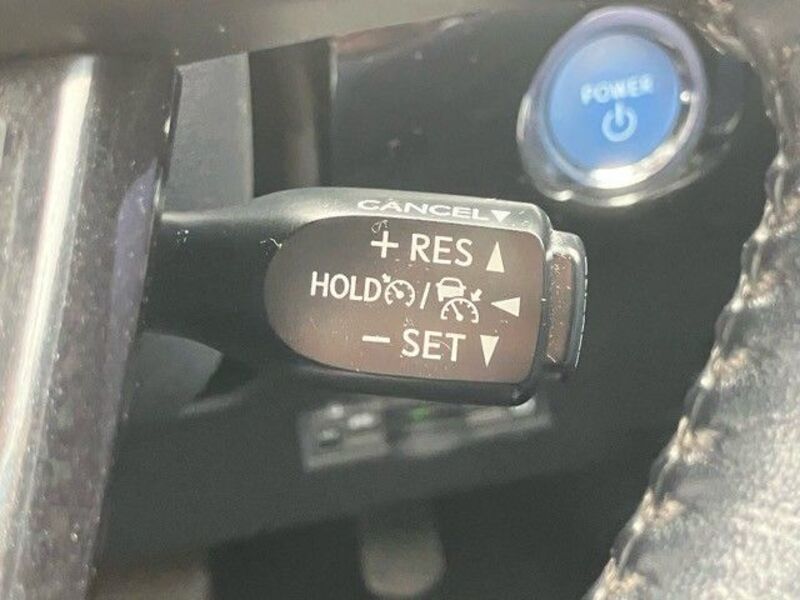 POWER
CANCEL▼
+ RES ▲
HOLD / ◀
− SET ▼